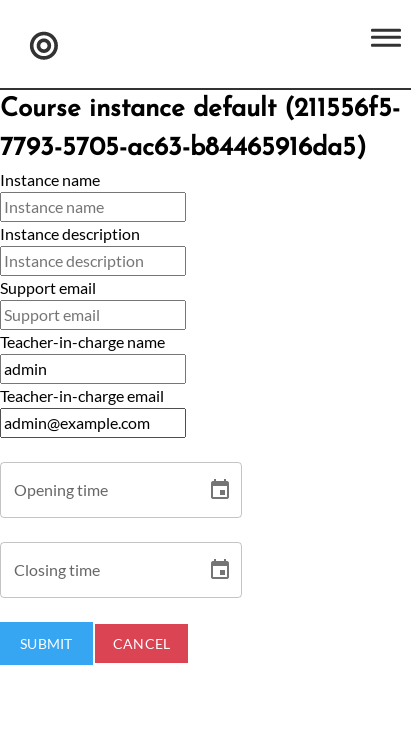 Course instance default (211556f5-
7793-5705-ac63-b84465916da5)
Instance name
Instance name
Instance description
Instance description
Support email
Support email
Teacher-in-charge name
admin
Teacher-in-charge email
admin@example.com
Opening time
Closing time
SUBMIT CANCEL